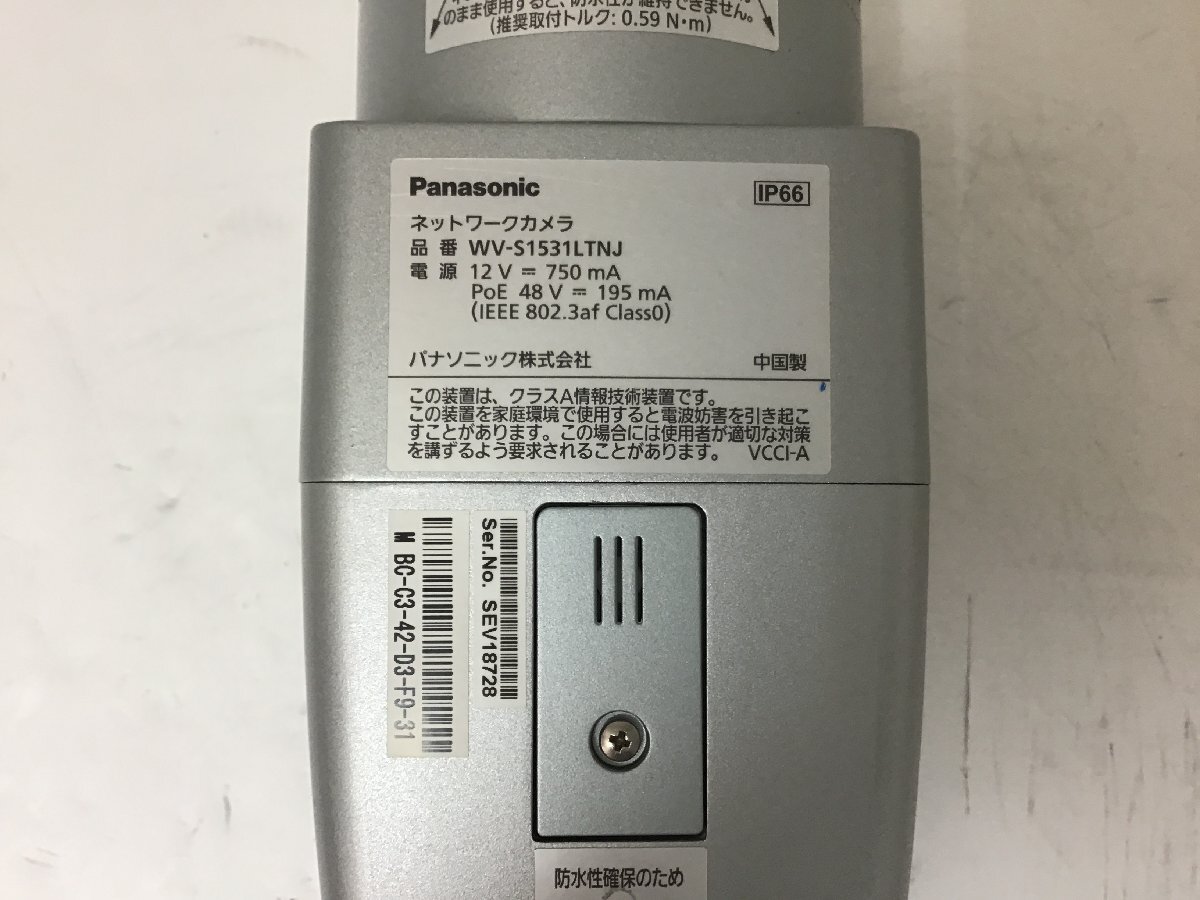 のまま使用すると、防水性が維持できません。
(推奨取付トルク: 0.59 N・m)
Panasonic
IP66
ネットワークカメラ
品番 WV-S1531LTNJ
電源 12 V ⎓ 750 mA
PoE 48 V ⎓ 195 mA
(IEEE 802.3af Class0)
パナソニック株式会社 中国製
この装置は、クラスA情報技術装置です。
この装置を家庭環境で使用すると電波妨害を引き起こ
すことがあります。この場合には使用者が適切な対策
を講ずるよう要求されることがあります。 VCCI-A
Ser.No. SEV18728
M BC-C3-42-D3-F9-31
防水性確保のため